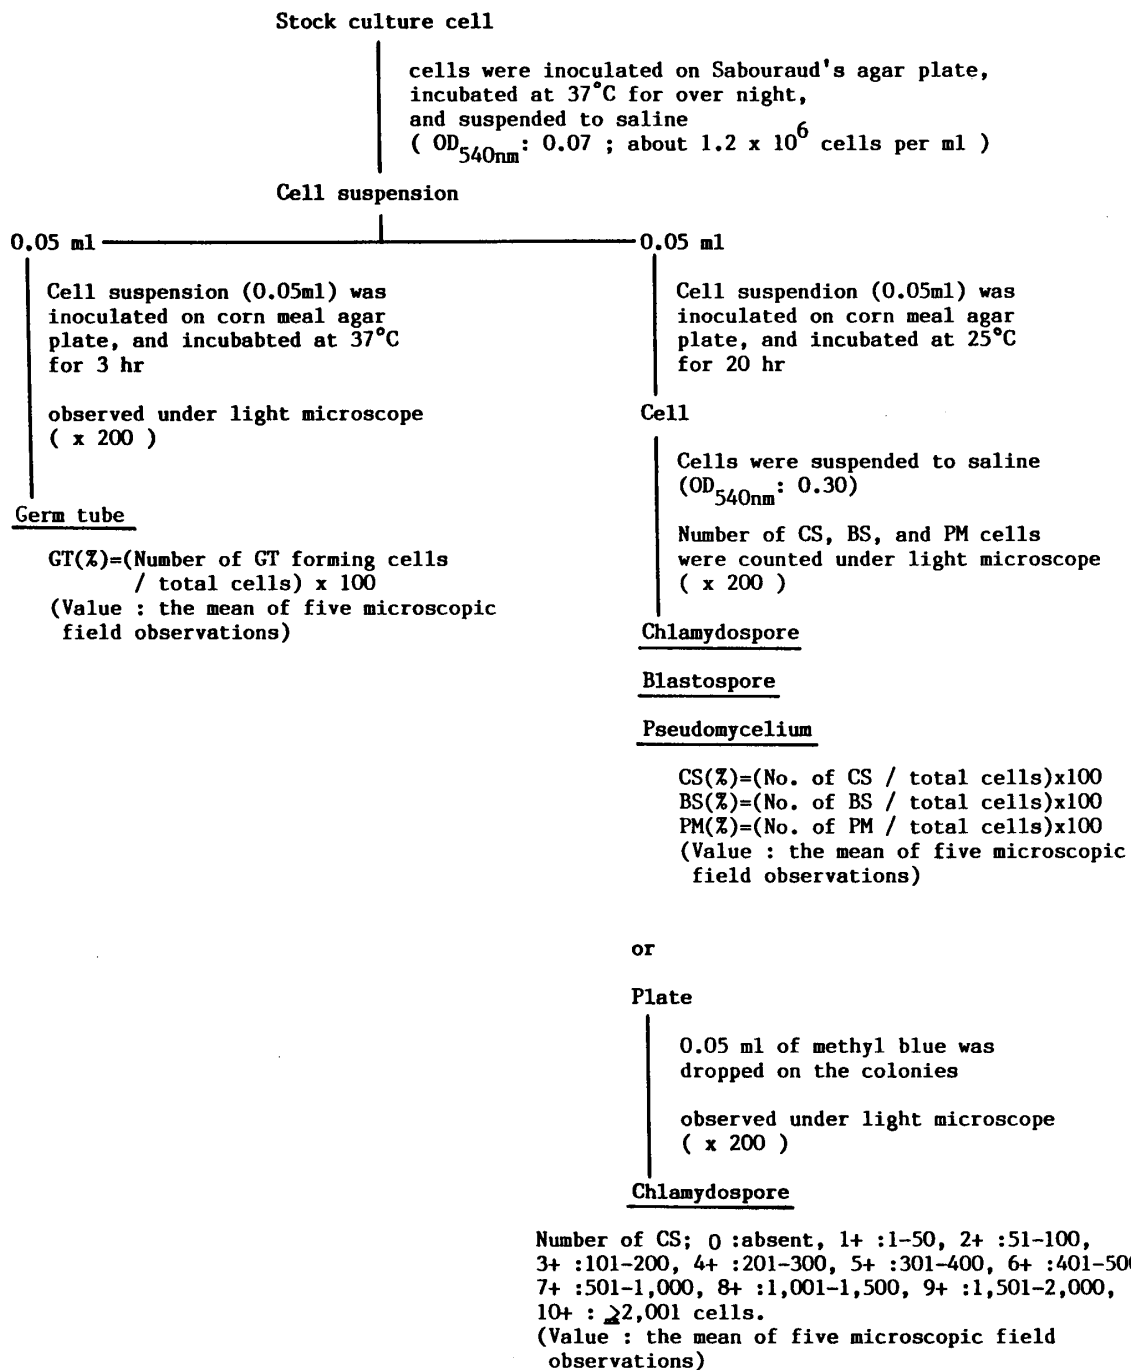 Stock culture cell
cells were inoculated on Sabouraud's agar plate,
incubated at 37°C for over night,
and suspended to saline
( OD540nm: 0.07 ; about 1.2 x 10⁶ cells per ml )
Cell suspension
0.05 ml
Cell suspension (0.05ml) was
inoculated on corn meal agar
plate, and incubabted at 37°C
for 3 hr
observed under light microscope
( x 200 )
Germ tube
GT(%)=(Number of GT forming cells
/ total cells) x 100
(Value : the mean of five microscopic
field observations)
0.05 ml
Cell suspendion (0.05ml) was
inoculated on corn meal agar
plate, and incubated at 25°C
for 20 hr
Cell
Cells were suspended to saline
(OD540nm: 0.30)
Number of CS, BS, and PM cells
were counted under light microscope
( x 200 )
Chlamydospore
Blastospore
Pseudomycelium
CS(%)=(No. of CS / total cells)x100
BS(%)=(No. of BS / total cells)x100
PM(%)=(No. of PM / total cells)x100
(Value : the mean of five microscopic
field observations)
or
Plate
0.05 ml of methyl blue was
dropped on the colonies
observed under light microscope
( x 200 )
Chlamydospore
Number of CS; 0 :absent, 1+ :1-50, 2+ :51-100,
3+ :101-200, 4+ :201-300, 5+ :301-400, 6+ :401-500
7+ :501-1,000, 8+ :1,001-1,500, 9+ :1,501-2,000,
10+ : ≥2,001 cells.
(Value : the mean of five microscopic field
observations)